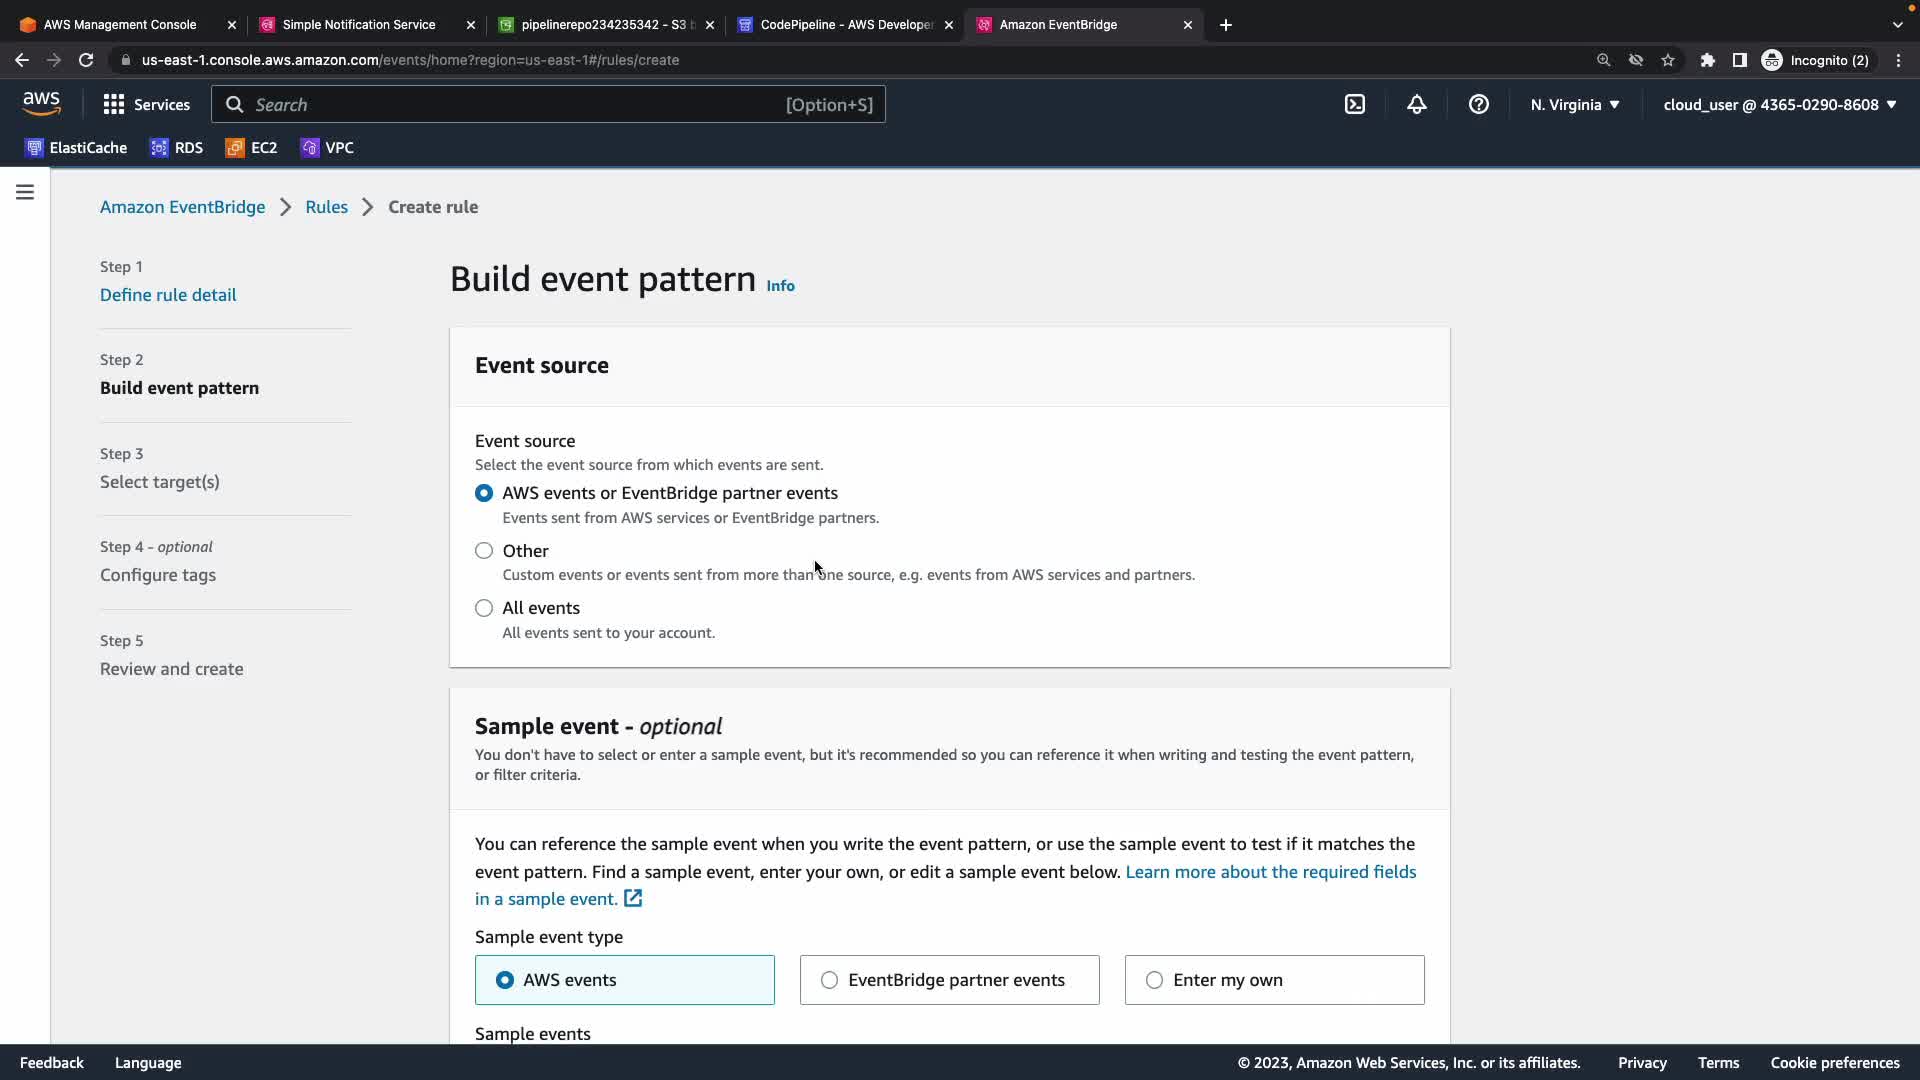 AWS Management Console
Simple Notification Service
pipelinerepo234235342 - S3 b
CodePipeline - AWS Develope
Amazon EventBridge
us-east-1.console.aws.amazon.com/events/home?region=us-east-1#/rules/create
Incognito (2)
aws
Services
Search
[Option+S]
N. Virginia
cloud_user @ 4365-0290-8608
ElastiCache
RDS
EC2
VPC
Amazon EventBridge > Rules > Create rule
Step 1
Define rule detail
Step 2
Build event pattern
Step 3
Select target(s)
Step 4 - optional
Configure tags
Step 5
Review and create
Build event pattern Info
Event source
Event source
Select the event source from which events are sent.
AWS events or EventBridge partner events
Events sent from AWS services or EventBridge partners.
Other
Custom events or events sent from more than one source, e.g. events from AWS services and partners.
All events
All events sent to your account.
Sample event - optional
You don't have to select or enter a sample event, but it's recommended so you can reference it when writing and testing the event pattern,
or filter criteria.
You can reference the sample event when you write the event pattern, or use the sample event to test if it matches the
event pattern. Find a sample event, enter your own, or edit a sample event below. Learn more about the required fields
in a sample event.
Sample event type
AWS events
EventBridge partner events
Enter my own
Sample events
Feedback
Language
© 2023, Amazon Web Services, Inc. or its affiliates.
Privacy
Terms
Cookie preferences